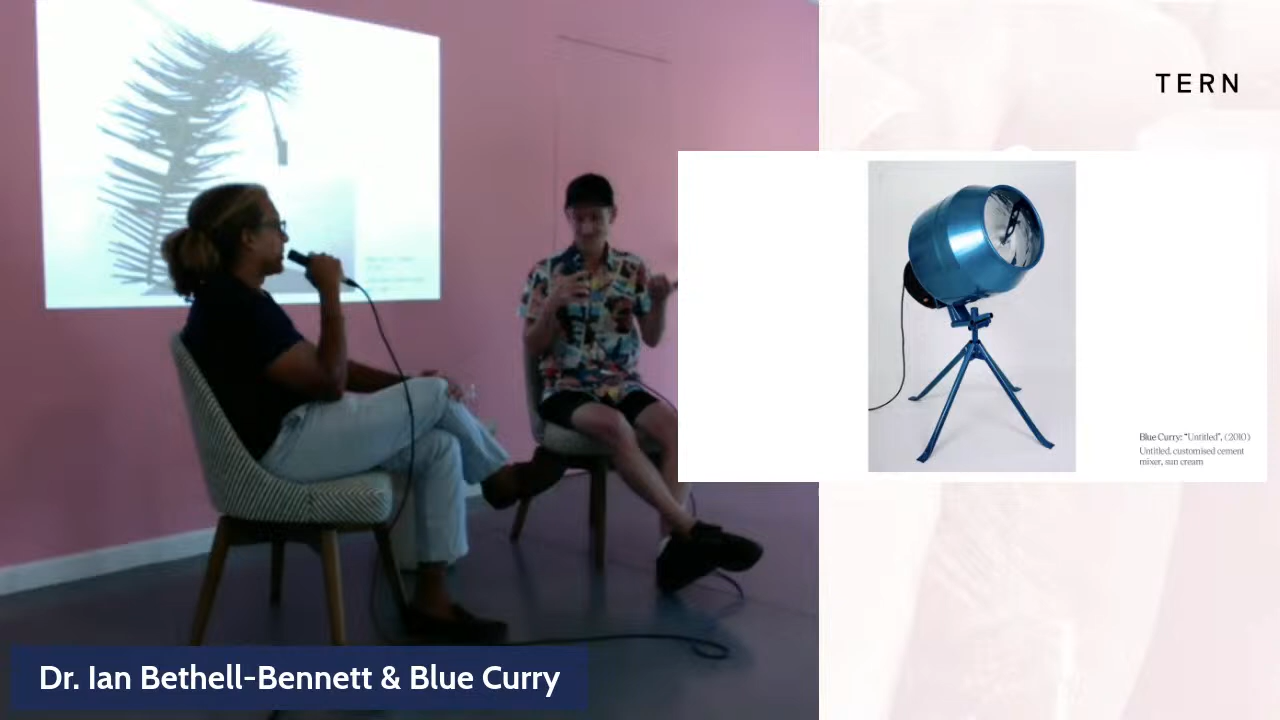 TERN
Blue Curry: "Untitled", (2010)
Untitled, customised cement
mixer, sun cream
Dr. Ian Bethell-Bennett & Blue Curry